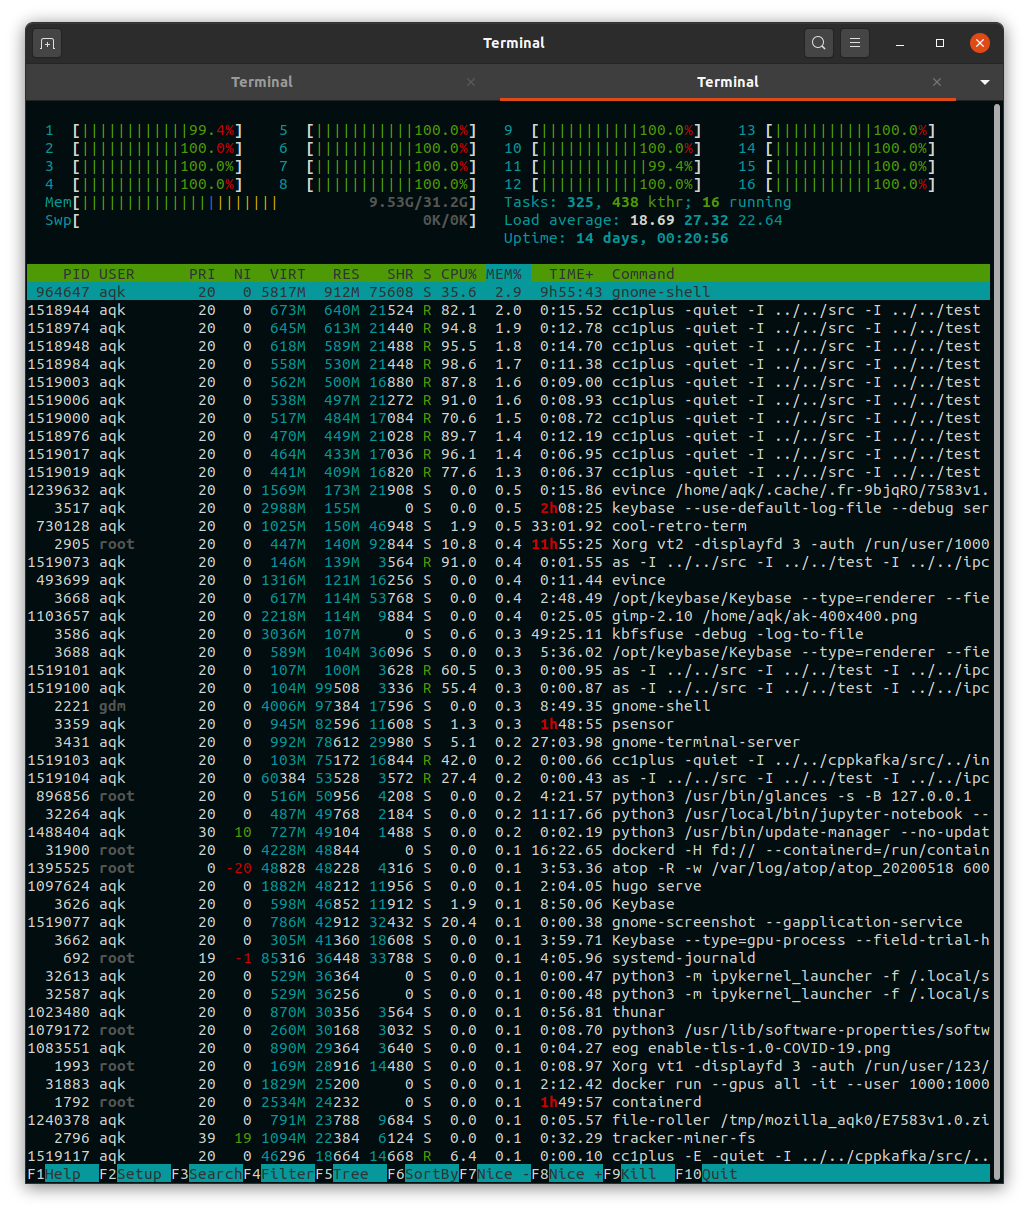 Terminal
Terminal Terminal
1 [||||||||||||99.4%] 5 [|||||||||||100.0%] 9 [|||||||||||100.0%] 13 [|||||||||||100.0%]
2 [|||||||||||100.0%] 6 [|||||||||||100.0%] 10 [|||||||||||100.0%] 14 [|||||||||||100.0%]
3 [|||||||||||100.0%] 7 [|||||||||||100.0%] 11 [||||||||||||99.4%] 15 [|||||||||||100.0%]
4 [|||||||||||100.0%] 8 [|||||||||||100.0%] 12 [|||||||||||100.0%] 16 [|||||||||||100.0%]
Mem[||||||||||||||||||||||9.53G/31.2G] Tasks: 325, 438 kthr; 16 running
Swp[0K/0K] Load average: 18.69 27.32 22.64
Uptime: 14 days, 00:20:56
PID USER PRI NI VIRT RES SHR S CPU% MEM% TIME+ Command
964647 aqk 20 0 5817M 912M 75608 S 35.6 2.9 9h55:43 gnome-shell
1518944 aqk 20 0 673M 640M 21524 R 82.1 2.0 0:15.52 cc1plus -quiet -I ../../src -I ../../test
1518974 aqk 20 0 645M 613M 21440 R 94.8 1.9 0:12.78 cc1plus -quiet -I ../../src -I ../../test
1518948 aqk 20 0 618M 589M 21488 R 95.5 1.8 0:14.70 cc1plus -quiet -I ../../src -I ../../test
1518984 aqk 20 0 558M 530M 21448 R 98.6 1.7 0:11.38 cc1plus -quiet -I ../../src -I ../../test
1519003 aqk 20 0 562M 500M 16880 R 87.8 1.6 0:09.00 cc1plus -quiet -I ../../src -I ../../test
1519006 aqk 20 0 538M 497M 21272 R 91.0 1.6 0:08.93 cc1plus -quiet -I ../../src -I ../../test
1519000 aqk 20 0 517M 484M 17084 R 70.6 1.5 0:08.72 cc1plus -quiet -I ../../src -I ../../test
1518976 aqk 20 0 470M 449M 21028 R 89.7 1.4 0:12.19 cc1plus -quiet -I ../../src -I ../../test
1519017 aqk 20 0 464M 433M 17036 R 96.1 1.4 0:06.95 cc1plus -quiet -I ../../src -I ../../test
1519019 aqk 20 0 441M 409M 16820 R 77.6 1.3 0:06.37 cc1plus -quiet -I ../../src -I ../../test
1239632 aqk 20 0 1569M 173M 21908 S 0.0 0.5 0:15.86 evince /home/aqk/.cache/.fr-9bjqRO/7583v1.
3517 aqk 20 0 2988M 155M 0 S 0.0 0.5 2h08:25 keybase --use-default-log-file --debug ser
730128 aqk 20 0 1025M 150M 46948 S 1.9 0.5 33:01.92 cool-retro-term
2905 root 20 0 447M 140M 92844 S 10.8 0.4 11h55:25 Xorg vt2 -displayfd 3 -auth /run/user/1000
1519073 aqk 20 0 146M 139M 3564 R 91.0 0.4 0:01.55 as -I ../../src -I ../../test -I ../../ipc
493699 aqk 20 0 1316M 121M 16256 S 0.0 0.4 0:11.44 evince
3668 aqk 20 0 617M 114M 53768 S 0.0 0.4 2:48.49 /opt/keybase/Keybase --type=renderer --fie
1103657 aqk 20 0 2218M 114M 9884 S 0.0 0.4 0:25.05 gimp-2.10 /home/aqk/ak-400x400.png
3586 aqk 20 0 3036M 107M 0 S 0.6 0.3 49:25.11 kbfsfuse -debug -log-to-file
3688 aqk 20 0 589M 104M 36096 S 0.0 0.3 5:36.02 /opt/keybase/Keybase --type=renderer --fie
1519101 aqk 20 0 107M 100M 3628 R 60.5 0.3 0:00.95 as -I ../../src -I ../../test -I ../../ipc
1519100 aqk 20 0 104M 99508 3336 R 55.4 0.3 0:00.87 as -I ../../src -I ../../test -I ../../ipc
2221 gdm 20 0 4006M 97384 17596 S 0.0 0.3 8:49.35 gnome-shell
3359 aqk 20 0 945M 82596 11608 S 1.3 0.3 1h48:55 psensor
3431 aqk 20 0 992M 78612 29980 S 5.1 0.2 27:03.98 gnome-terminal-server
1519103 aqk 20 0 103M 75172 16844 R 42.0 0.2 0:00.66 cc1plus -quiet -I ../../cppkafka/src/../in
1519104 aqk 20 0 60384 53528 3572 R 27.4 0.2 0:00.43 as -I ../../src -I ../../test -I ../../ipc
896856 root 20 0 516M 50956 4208 S 0.0 0.2 4:21.57 python3 /usr/bin/glances -s -B 127.0.0.1
32264 aqk 20 0 487M 49768 2184 S 0.0 0.2 11:17.66 python3 /usr/local/bin/jupyter-notebook --
1488404 aqk 30 10 727M 49104 1488 S 0.0 0.2 0:02.19 python3 /usr/bin/update-manager --no-updat
31900 root 20 0 4228M 48844 0 S 0.0 0.1 16:22.65 dockerd -H fd:// --containerd=/run/contain
1395525 root 0 -20 48828 48228 4316 S 0.0 0.1 3:53.36 atop -R -w /var/log/atop/atop_20200518 600
1097624 aqk 20 0 1882M 48212 11956 S 0.0 0.1 2:04.05 hugo serve
3626 aqk 20 0 598M 46852 11912 S 1.9 0.1 8:50.06 Keybase
1519077 aqk 20 0 786M 42912 32432 S 20.4 0.1 0:00.38 gnome-screenshot --gapplication-service
3662 aqk 20 0 305M 41360 18608 S 0.0 0.1 3:59.71 Keybase --type=gpu-process --field-trial-h
692 root 19 -1 85316 36448 33788 S 0.0 0.1 4:05.96 systemd-journald
32613 aqk 20 0 529M 36364 0 S 0.0 0.1 0:00.47 python3 -m ipykernel_launcher -f /.local/s
32587 aqk 20 0 529M 36256 0 S 0.0 0.1 0:00.48 python3 -m ipykernel_launcher -f /.local/s
1023480 aqk 20 0 870M 30356 3564 S 0.0 0.1 0:56.81 thunar
1079172 root 20 0 260M 30168 3032 S 0.0 0.1 0:08.70 python3 /usr/lib/software-properties/softw
1083551 aqk 20 0 890M 29364 3640 S 0.0 0.1 0:04.27 eog enable-tls-1.0-COVID-19.png
1993 root 20 0 169M 28916 14480 S 0.0 0.1 0:08.97 Xorg vt1 -displayfd 3 -auth /run/user/123/
31883 aqk 20 0 1829M 25200 0 S 0.0 0.1 2:12.42 docker run --gpus all -it --user 1000:1000
1792 root 20 0 2534M 24232 0 S 0.0 0.1 1h49:57 containerd
1240378 aqk 20 0 791M 23788 9684 S 0.0 0.1 0:05.57 file-roller /tmp/mozilla_aqk0/E7583v1.0.zi
2796 aqk 39 19 1094M 22384 6124 S 0.0 0.1 0:32.29 tracker-miner-fs
1519117 aqk 20 0 46296 18664 14668 R 6.4 0.1 0:00.10 cc1plus -E -quiet -I ../../cppkafka/src/..
F1Help F2Setup F3SearchF4FilterF5Tree F6SortByF7Nice -F8Nice +F9Kill F10Quit